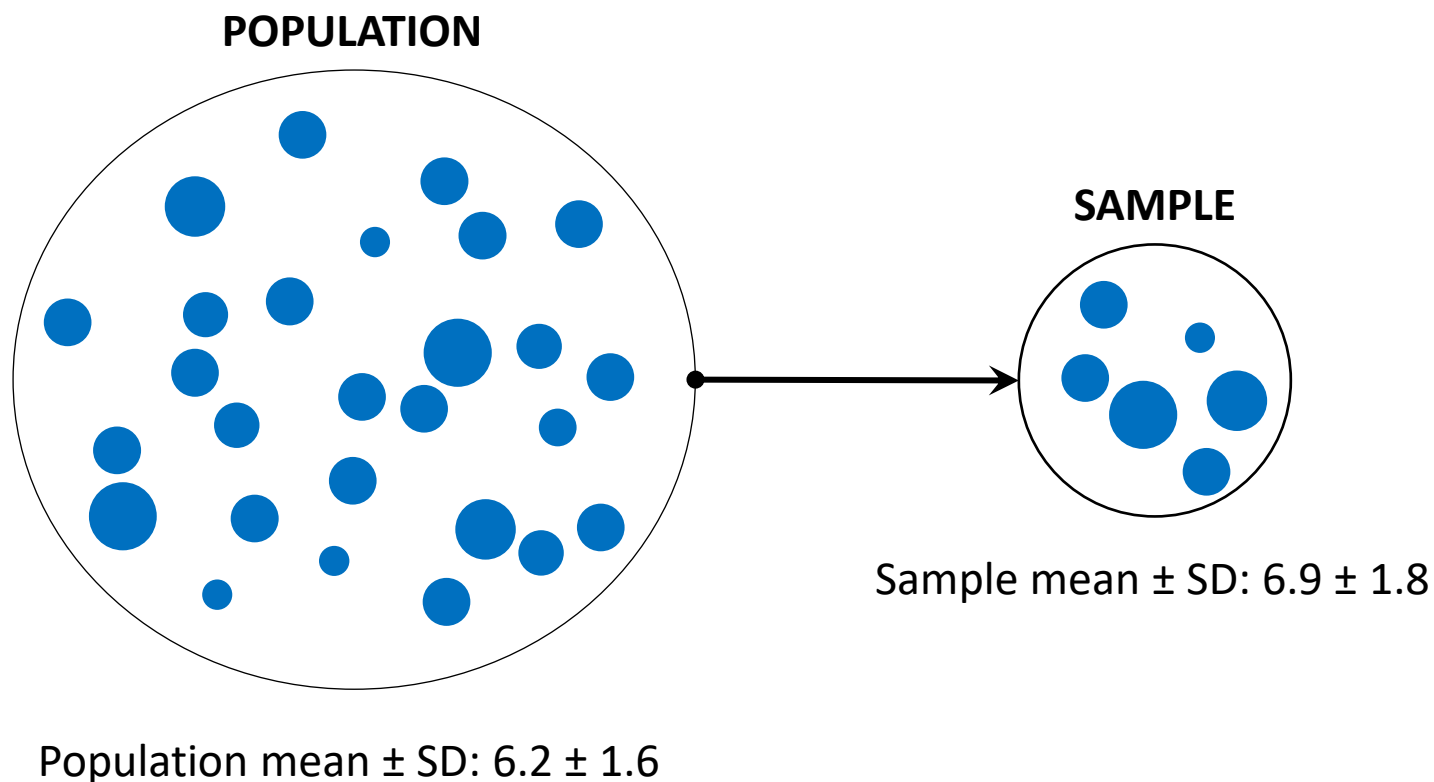 POPULATION
SAMPLE
Sample mean ± SD: 6.9 ± 1.8
Population mean ± SD: 6.2 ± 1.6